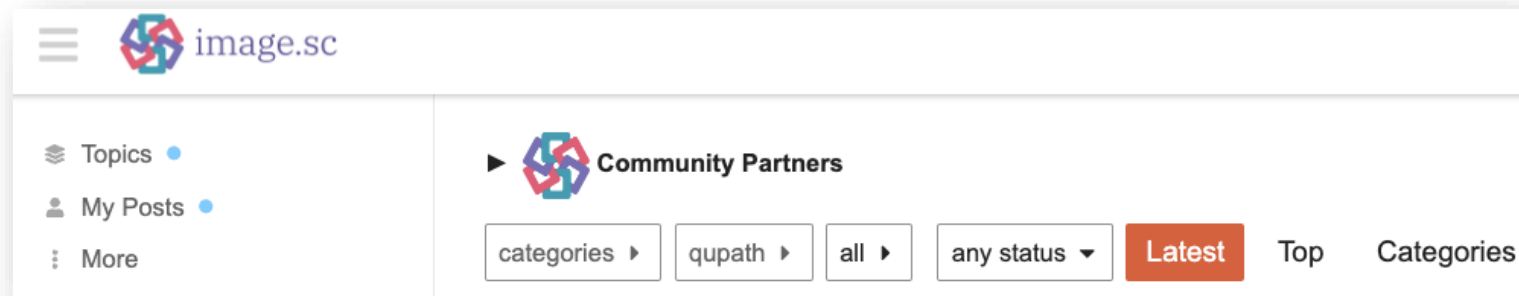 image.sc
Topics
My Posts
More
Community Partners
categories qupath all any status Latest Top Categories